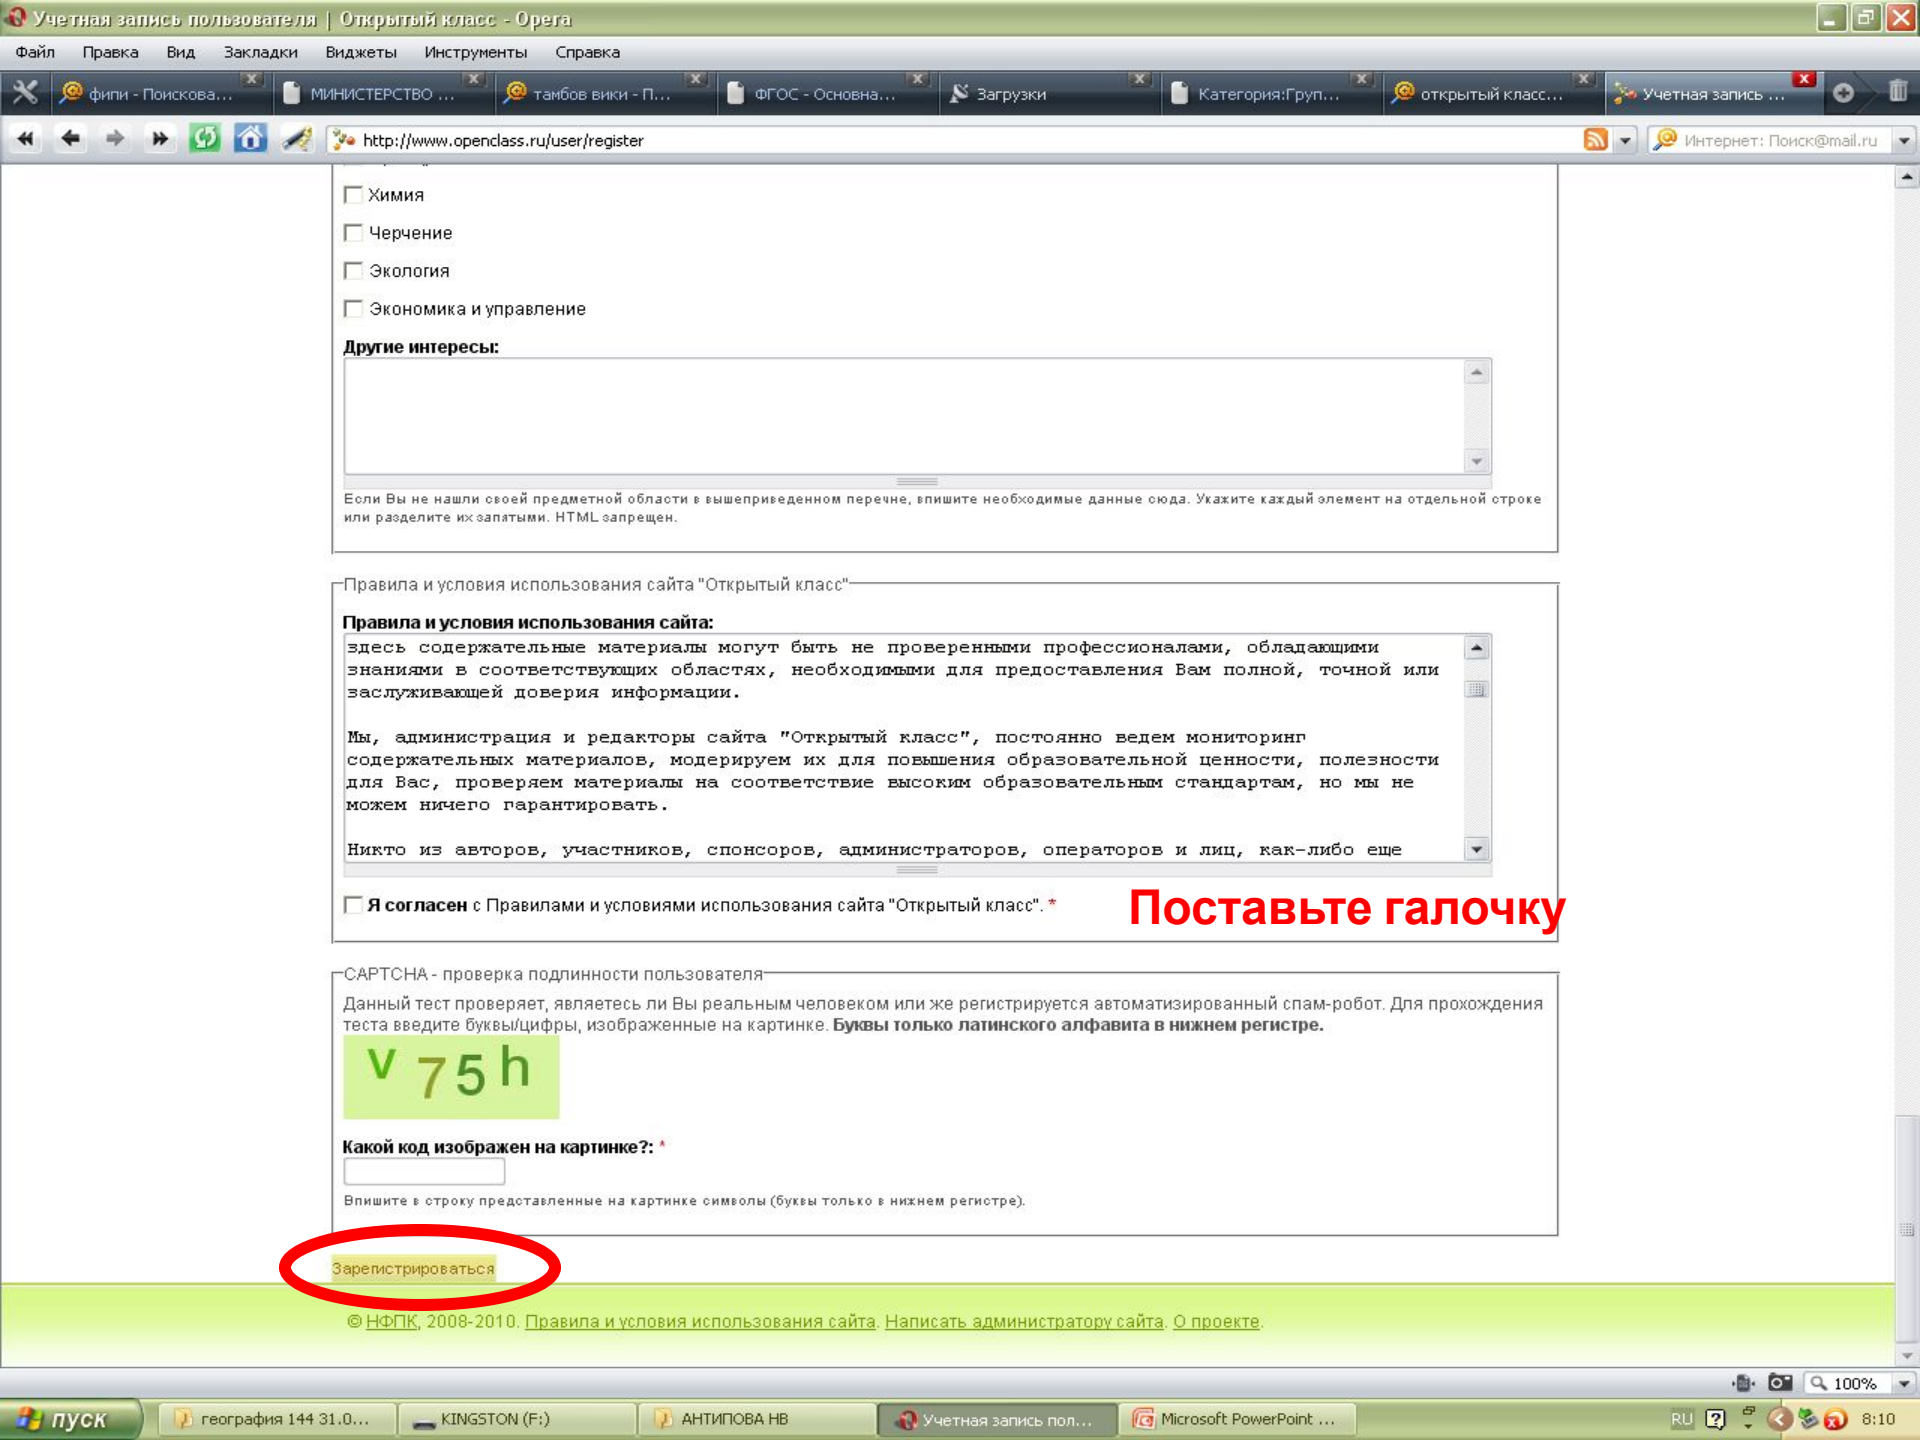 Учетная запись пользователя | Открытый класс - Opera
Файл Правка Вид Закладки Виджеты Инструменты Справка
фипи - Поискова... МИНИСТЕРСТВО ... тамбов вики - П... ФГОС - Основна... Загрузки Категория:Груп... открытый класс... Учетная запись ...
http://www.openclass.ru/user/register Интернет: Поиск@mail.ru
Химия
Черчение
Экология
Экономика и управление
Другие интересы:
Если Вы не нашли своей предметной области в вышеприведенном перечне, впишите необходимые данные сюда. Укажите каждый элемент на отдельной строке
или разделите их запятыми. HTML запрещен.
Правила и условия использования сайта "Открытый класс"
Правила и условия использования сайта:
здесь содержательные материалы могут быть не проверенными профессионалами, обладающими
знаниями в соответствующих областях, необходимыми для предоставления Вам полной, точной или
заслуживающей доверия информации.
Мы, администрация и редакторы сайта "Открытый класс", постоянно ведем мониторинг
содержательных материалов, модерируем их для повышения образовательной ценности, полезности
для Вас, проверяем материалы на соответствие высоким образовательным стандартам, но мы не
можем ничего гарантировать.
Никто из авторов, участников, спонсоров, администраторов, операторов и лиц, как-либо еще
Я согласен с Правилами и условиями использования сайта "Открытый класс". *
Поставьте галочку
CAPTCHA - проверка подлинности пользователя
Данный тест проверяет, являетесь ли Вы реальным человеком или же регистрируется автоматизированный спам-робот. Для прохождения
теста введите буквы/цифры, изображенные на картинке. Буквы только латинского алфавита в нижнем регистре.
v 7 5 h
Какой код изображен на картинке?: *
Впишите в строку представленные на картинке символы (буквы только в нижнем регистре).
Зарегистрироваться
© НФПК, 2008-2010. Правила и условия использования сайта. Написать администратору сайта. О проекте.
100%
пуск география 144 31.0... KINGSTON (F:) АНТИПОВА НВ Учетная запись пол... Microsoft PowerPoint ... RU 8:10